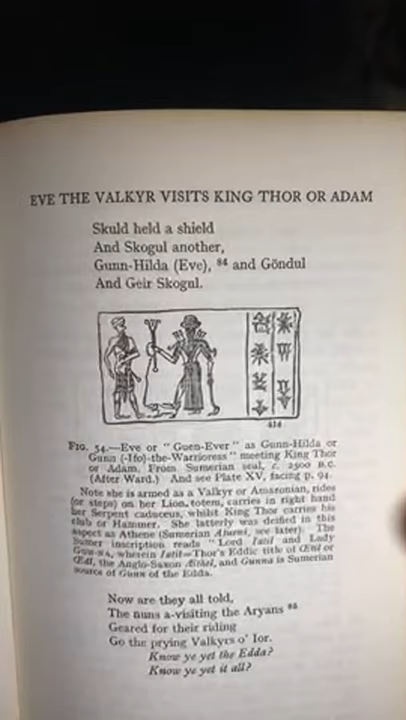 EVE THE VALKYR VISITS KING THOR OR ADAM
Skuld held a shield
And Skogul another,
Gunn-Hilda (Eve), 84 and Göndul
And Geir Skogul.
414
FIG. 54.—Eve or "Guen-Ever" as Gunn-Hilda or
Gunn (-Ifo)-the-Warrioress" meeting King Thor
or Adam. From Sumerian seal, c. 2500 B.C.
(After Ward.) And see Plate XV, facing p. 94.
Note she is armed as a Valkyr or Amazonian, rides
(or steps) on her Lion-totem, carries in right hand
her Serpent caduceus, whilst King Thor carries his
club or Hammer. She latterly was deified in this
aspect as Athene (Sumerian see later). The
Sumer inscription reads "Lord and Lady
wherein Thor's Eddic title of or
the Anglo-Saxon and Gunna is Sumerian
source of Gunn of the Edda.
Now are they all told,
The nuns a-visiting the Aryans 85
Geared for their riding
Go the prying Valkyrs o' Ior.
Know ye yet the Edda?
Know ye yet it all?